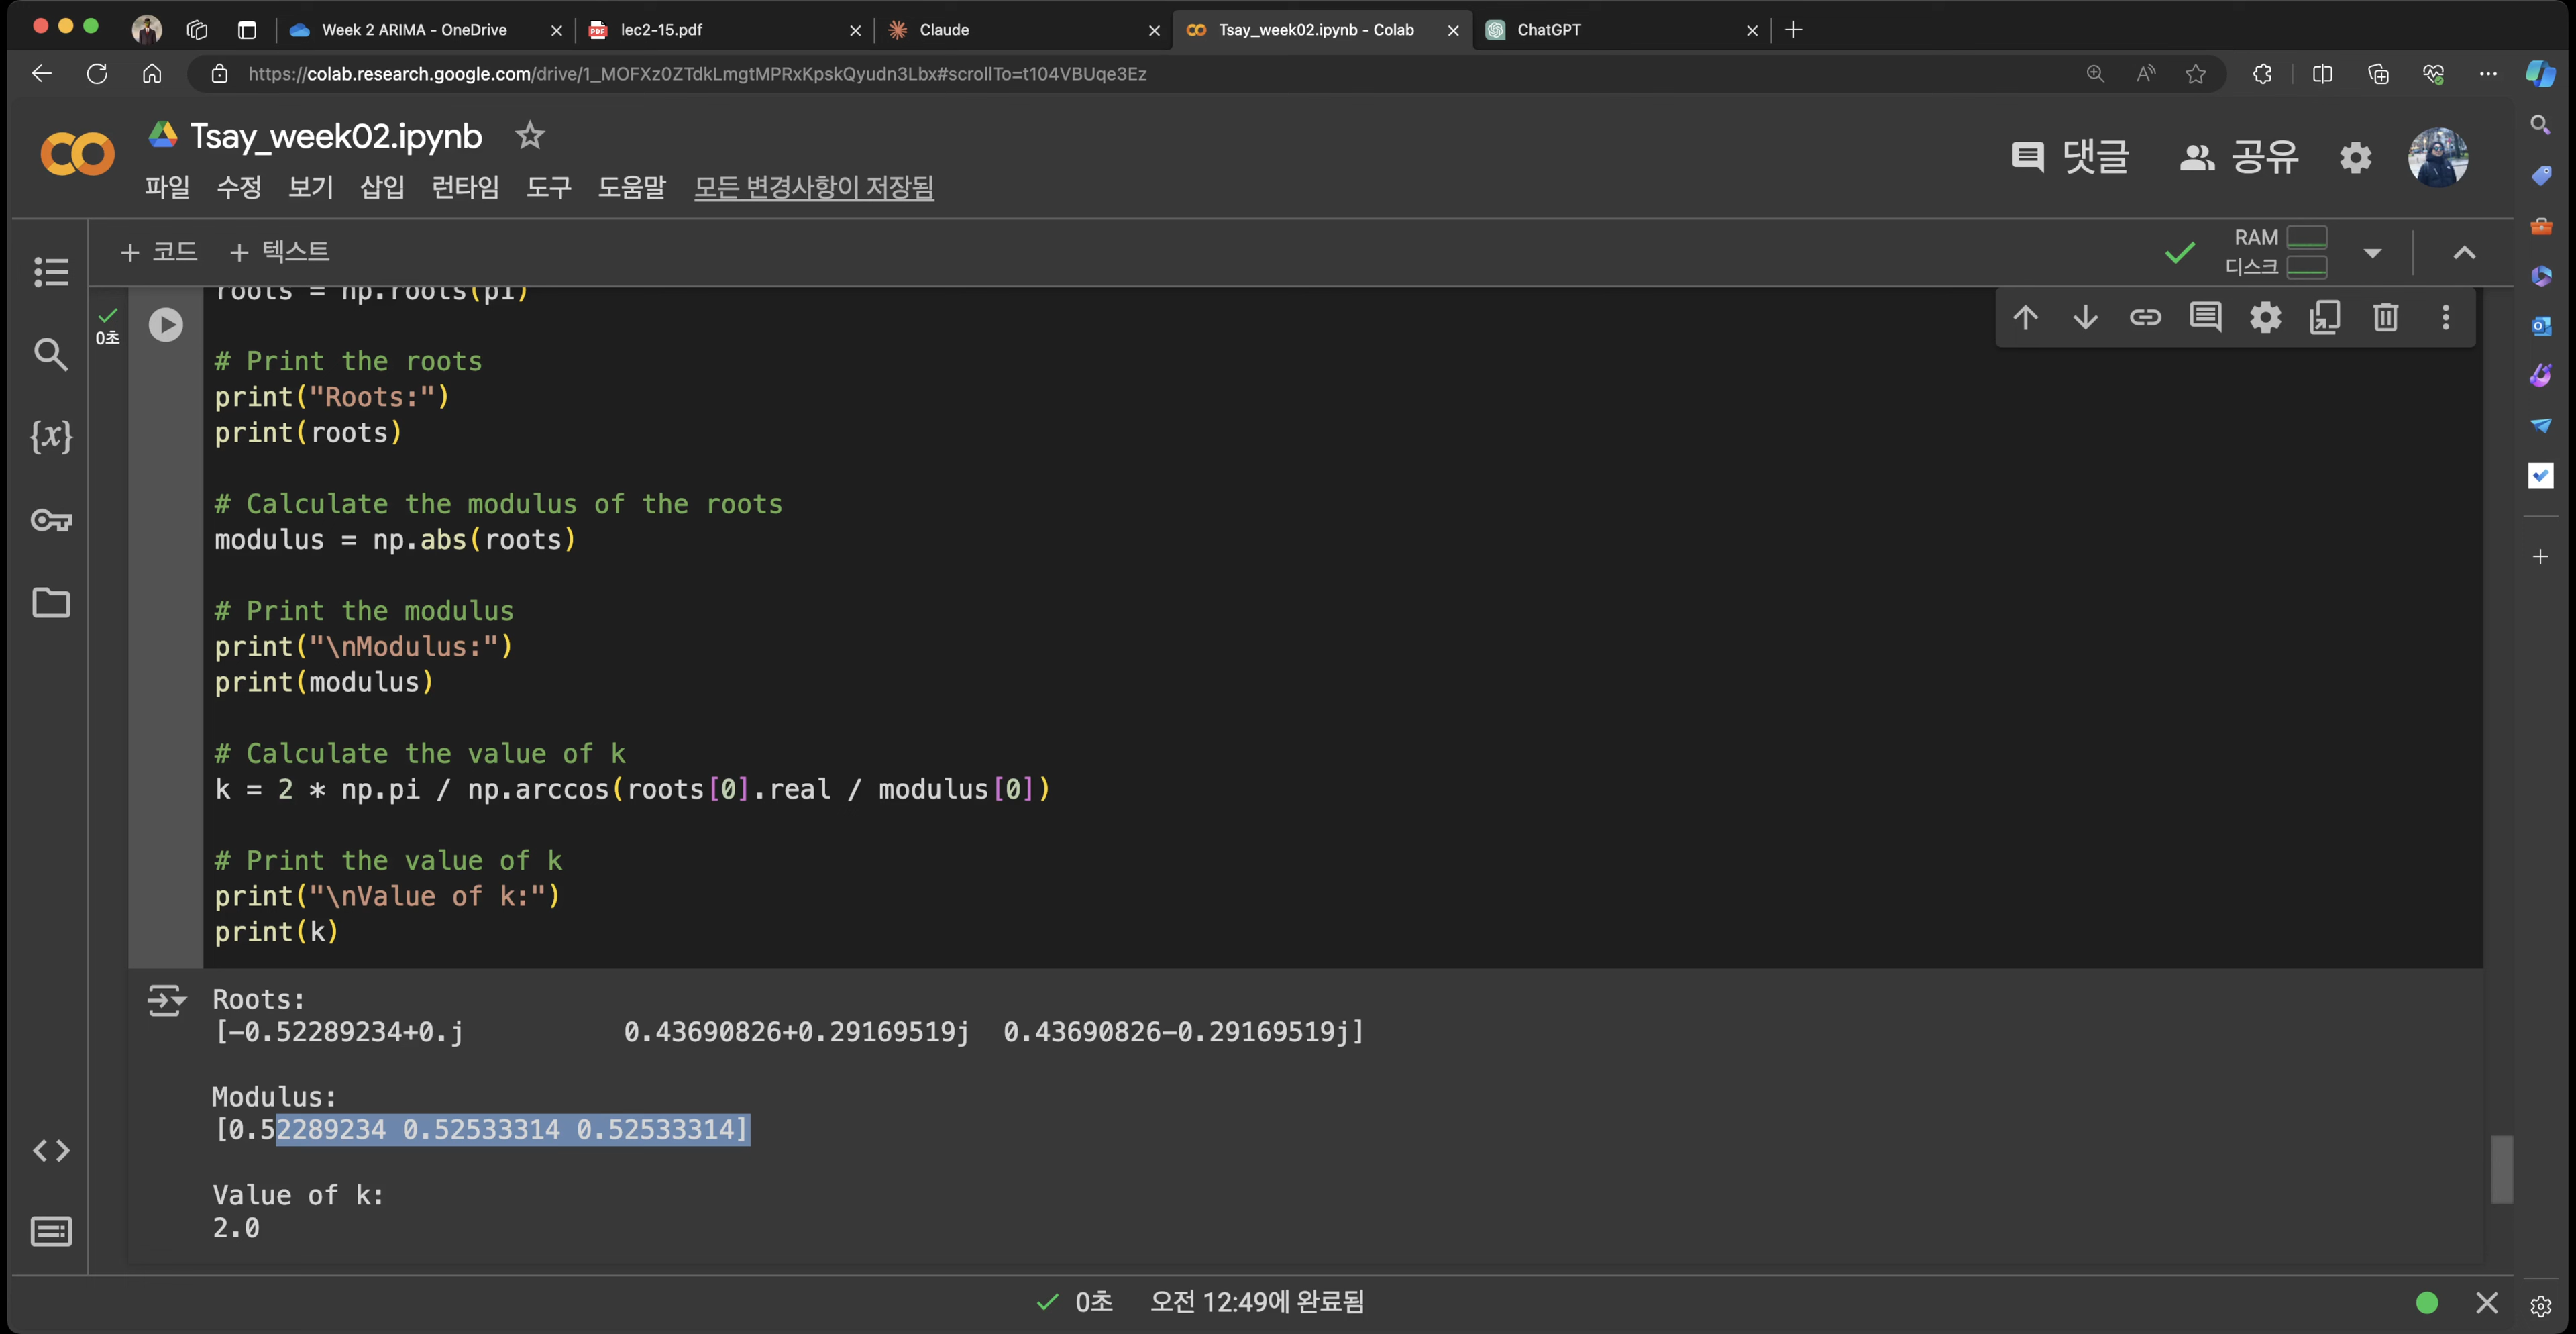 Week 2 ARIMA - OneDrive
lec2-15.pdf
Claude
Tsay_week02.ipynb - Colab
ChatGPT
https://colab.research.google.com/drive/1_MOFXz0ZTdkLmgtMPRxKpskQyudn3Lbx#scrollTo=t104VBUqe3Ez
Tsay_week02.ipynb
댓글
공유
파일 수정 보기 삽입 런타임 도구 도움말 모든 변경사항이 저장됨
+ 코드 + 텍스트
RAM
디스크
roots = np.roots(pi)
0초
# Print the roots
print("Roots:")
print(roots)
# Calculate the modulus of the roots
modulus = np.abs(roots)
# Print the modulus
print("\nModulus:")
print(modulus)
# Calculate the value of k
k = 2 * np.pi / np.arccos(roots[0].real / modulus[0])
# Print the value of k
print("\nValue of k:")
print(k)
Roots:
[-0.52289234+0.j 0.43690826+0.29169519j 0.43690826-0.29169519j]
Modulus:
[0.52289234 0.52533314 0.52533314]
Value of k:
2.0
0초 오전 12:49에 완료됨